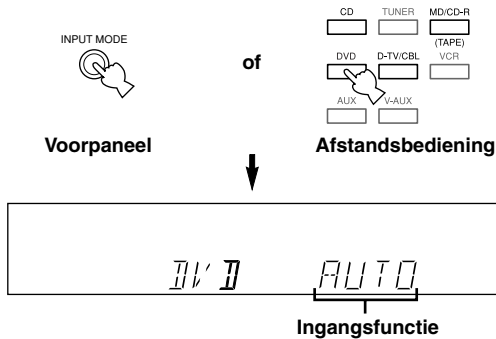 INPUT MODE
of
CD TUNER MD/CD-R
(TAPE)
DVD D-TV/CBL VCR
AUX V-AUX
Voorpaneel
Afstandsbediening
DVD AUTO
Ingangsfunctie